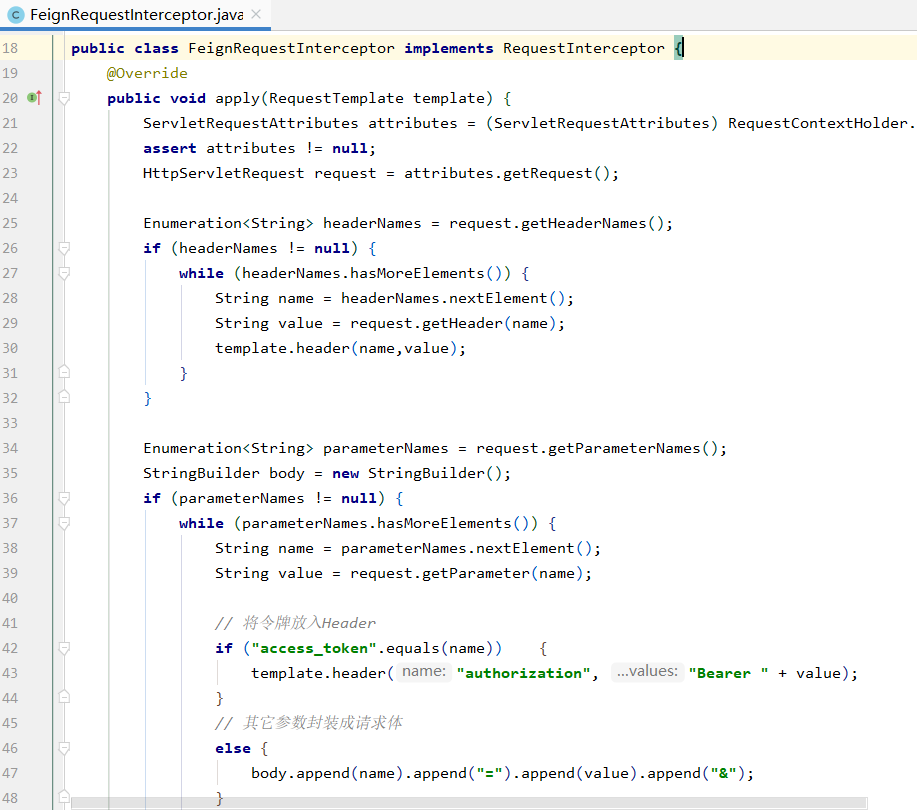 FeignRequestInterceptor.java
18 public class FeignRequestInterceptor implements RequestInterceptor {
19     @Override
20     public void apply(RequestTemplate template) {
21         ServletRequestAttributes attributes = (ServletRequestAttributes) RequestContextHolder.
22         assert attributes != null;
23         HttpServletRequest request = attributes.getRequest();
24
25         Enumeration<String> headerNames = request.getHeaderNames();
26         if (headerNames != null) {
27             while (headerNames.hasMoreElements()) {
28                 String name = headerNames.nextElement();
29                 String value = request.getHeader(name);
30                 template.header(name,value);
31             }
32         }
33
34         Enumeration<String> parameterNames = request.getParameterNames();
35         StringBuilder body = new StringBuilder();
36         if (parameterNames != null) {
37             while (parameterNames.hasMoreElements()) {
38                 String name = parameterNames.nextElement();
39                 String value = request.getParameter(name);
40
41                 // 将令牌放入Header
42                 if ("access_token".equals(name))    {
43                     template.header( name: "authorization", ...values: "Bearer " + value);
44                 }
45                 // 其它参数封装成请求体
46                 else {
47                     body.append(name).append("=").append(value).append("&");
48                 }